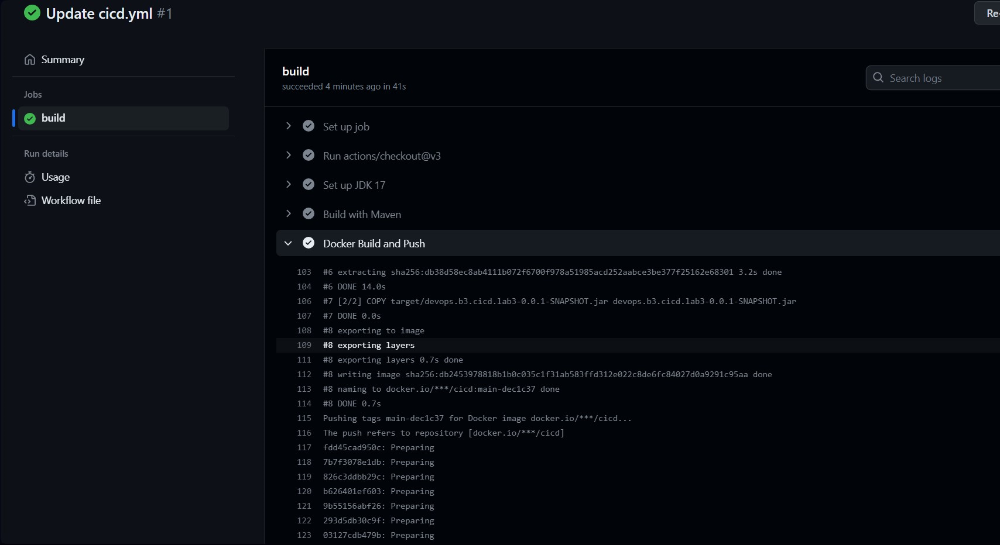 Update cicd.yml #1
Re-
Summary
Jobs
build
Run details
Usage
Workflow file
build
succeeded 4 minutes ago in 41s
Search logs
Set up job
Run actions/checkout@v3
Set up JDK 17
Build with Maven
Docker Build and Push
103 #6 extracting sha256:db38d58ec8ab4111b072f6700f978a51985acd252aabce3be377f25162e68301 3.2s done
104 #6 DONE 14.0s
106 #7 [2/2] COPY target/devops.b3.cicd.lab3-0.0.1-SNAPSHOT.jar devops.b3.cicd.lab3-0.0.1-SNAPSHOT.jar
107 #7 DONE 0.0s
108 #8 exporting to image
109 #8 exporting layers
111 #8 exporting layers 0.7s done
112 #8 writing image sha256:db2453978818b1b0c035c1f31ab583ffd312e022c8de6fc84027d0a9291c95aa done
113 #8 naming to docker.io/***/cicd:main-dec1c37 done
114 #8 DONE 0.7s
115 Pushing tags main-dec1c37 for Docker image docker.io/***/cicd...
116 The push refers to repository [docker.io/***/cicd]
117 fdd45cad950c: Preparing
118 7b7f3078e1db: Preparing
119 826c3ddbb29c: Preparing
120 b626401ef603: Preparing
121 9b55156abf26: Preparing
122 293d5db30c9f: Preparing
123 03127cdb479b: Preparing